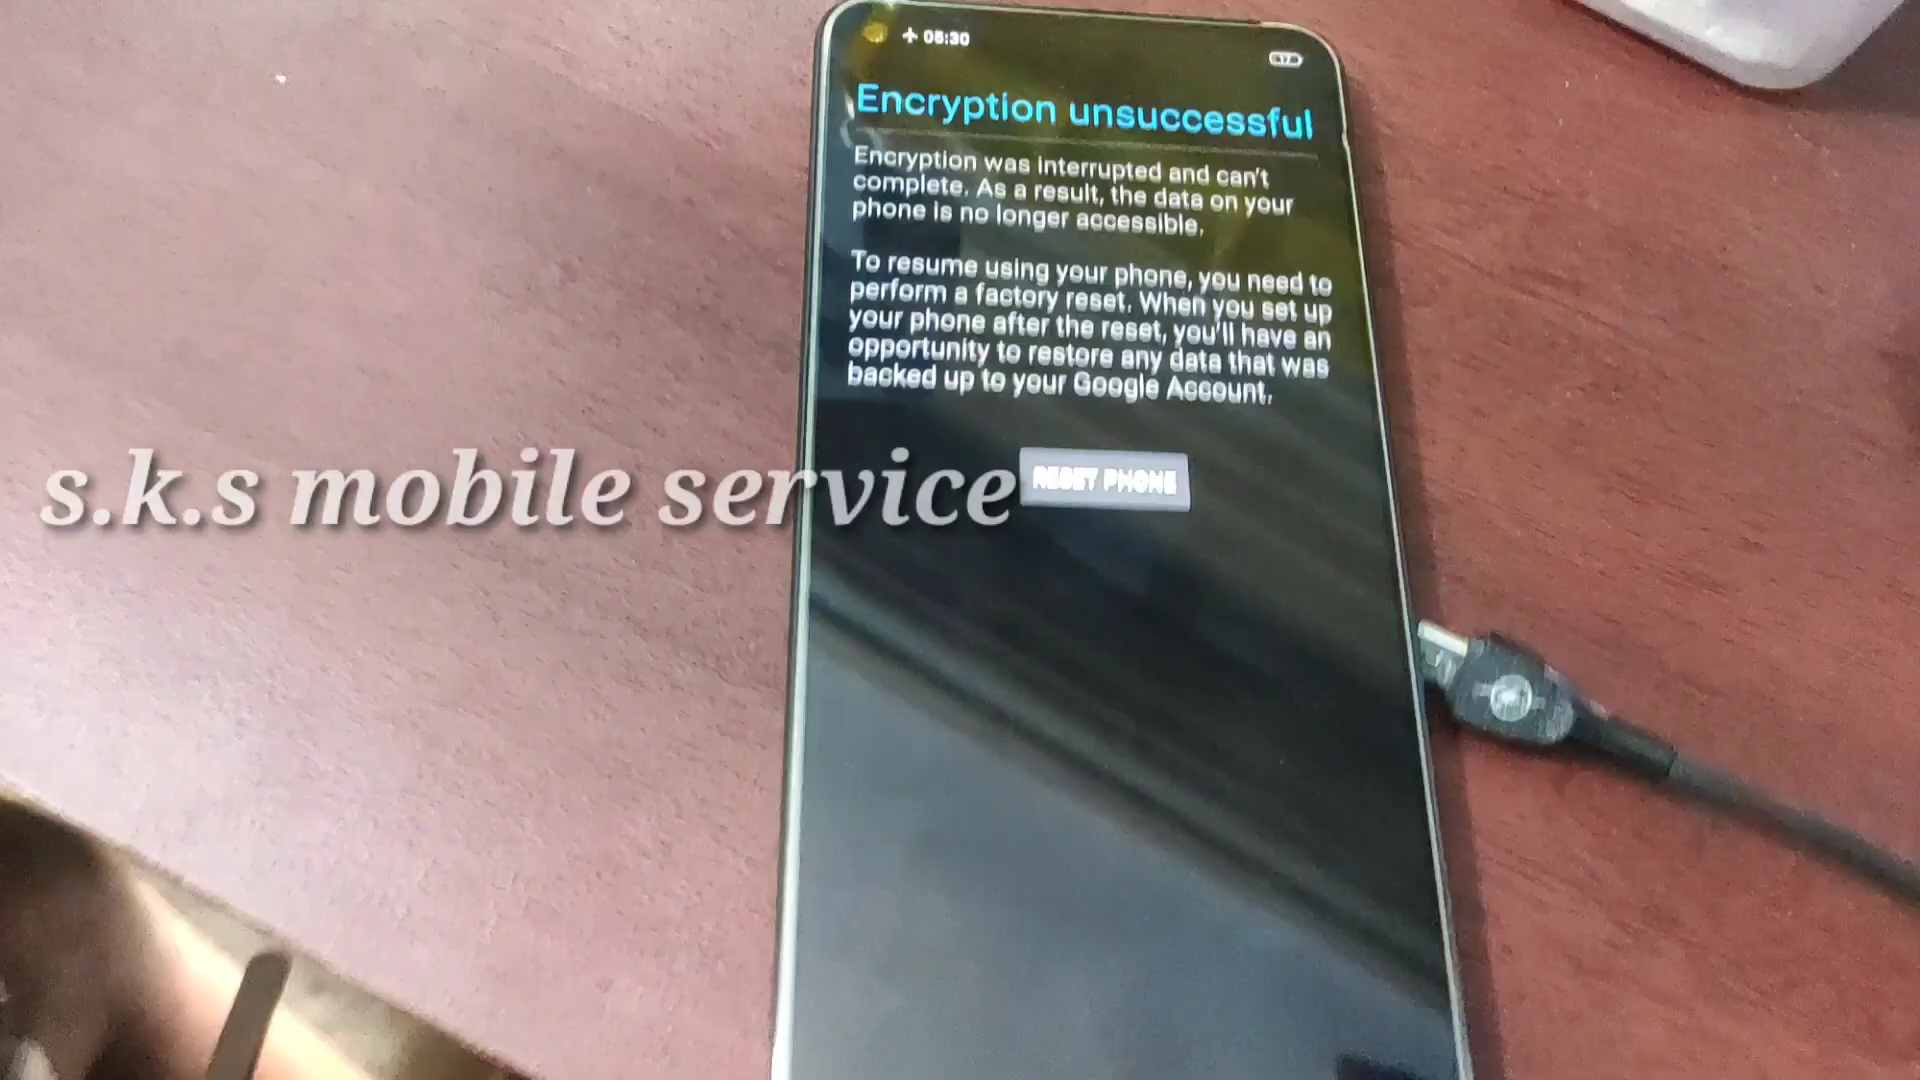 05:30
17
Encryption unsuccessful
Encryption was interrupted and can't
complete. As a result, the data on your
phone is no longer accessible.
To resume using your phone, you need to
perform a factory reset. When you set up
your phone after the reset, you'll have an
opportunity to restore any data that was
backed up to your Google Account.
s.k.s mobile service
RESET PHONE